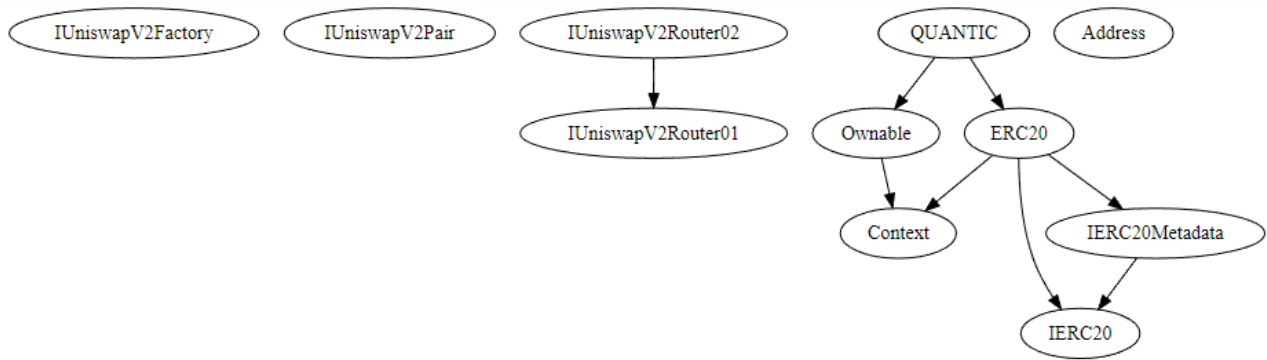 IUniswapV2Factory
IUniswapV2Pair
IUniswapV2Router02
QUANTIC
Address
IUniswapV2Router01
Ownable
ERC20
Context
IERC20Metadata
IERC20